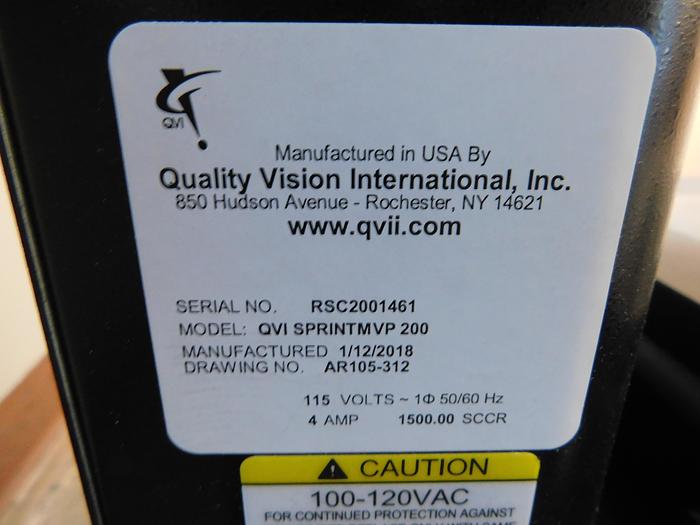 QVI
Manufactured in USA By
Quality Vision International, Inc.
850 Hudson Avenue - Rochester, NY 14621
www.qvii.com
SERIAL NO. RSC2001461
MODEL: QVI SPRINTMVP 200
MANUFACTURED 1/12/2018
DRAWING NO. AR105-312
115 VOLTS ~ 1Φ 50/60 Hz
4 AMP 1500.00 SCCR
CAUTION
100-120VAC
FOR CONTINUED PROTECTION AGAINST